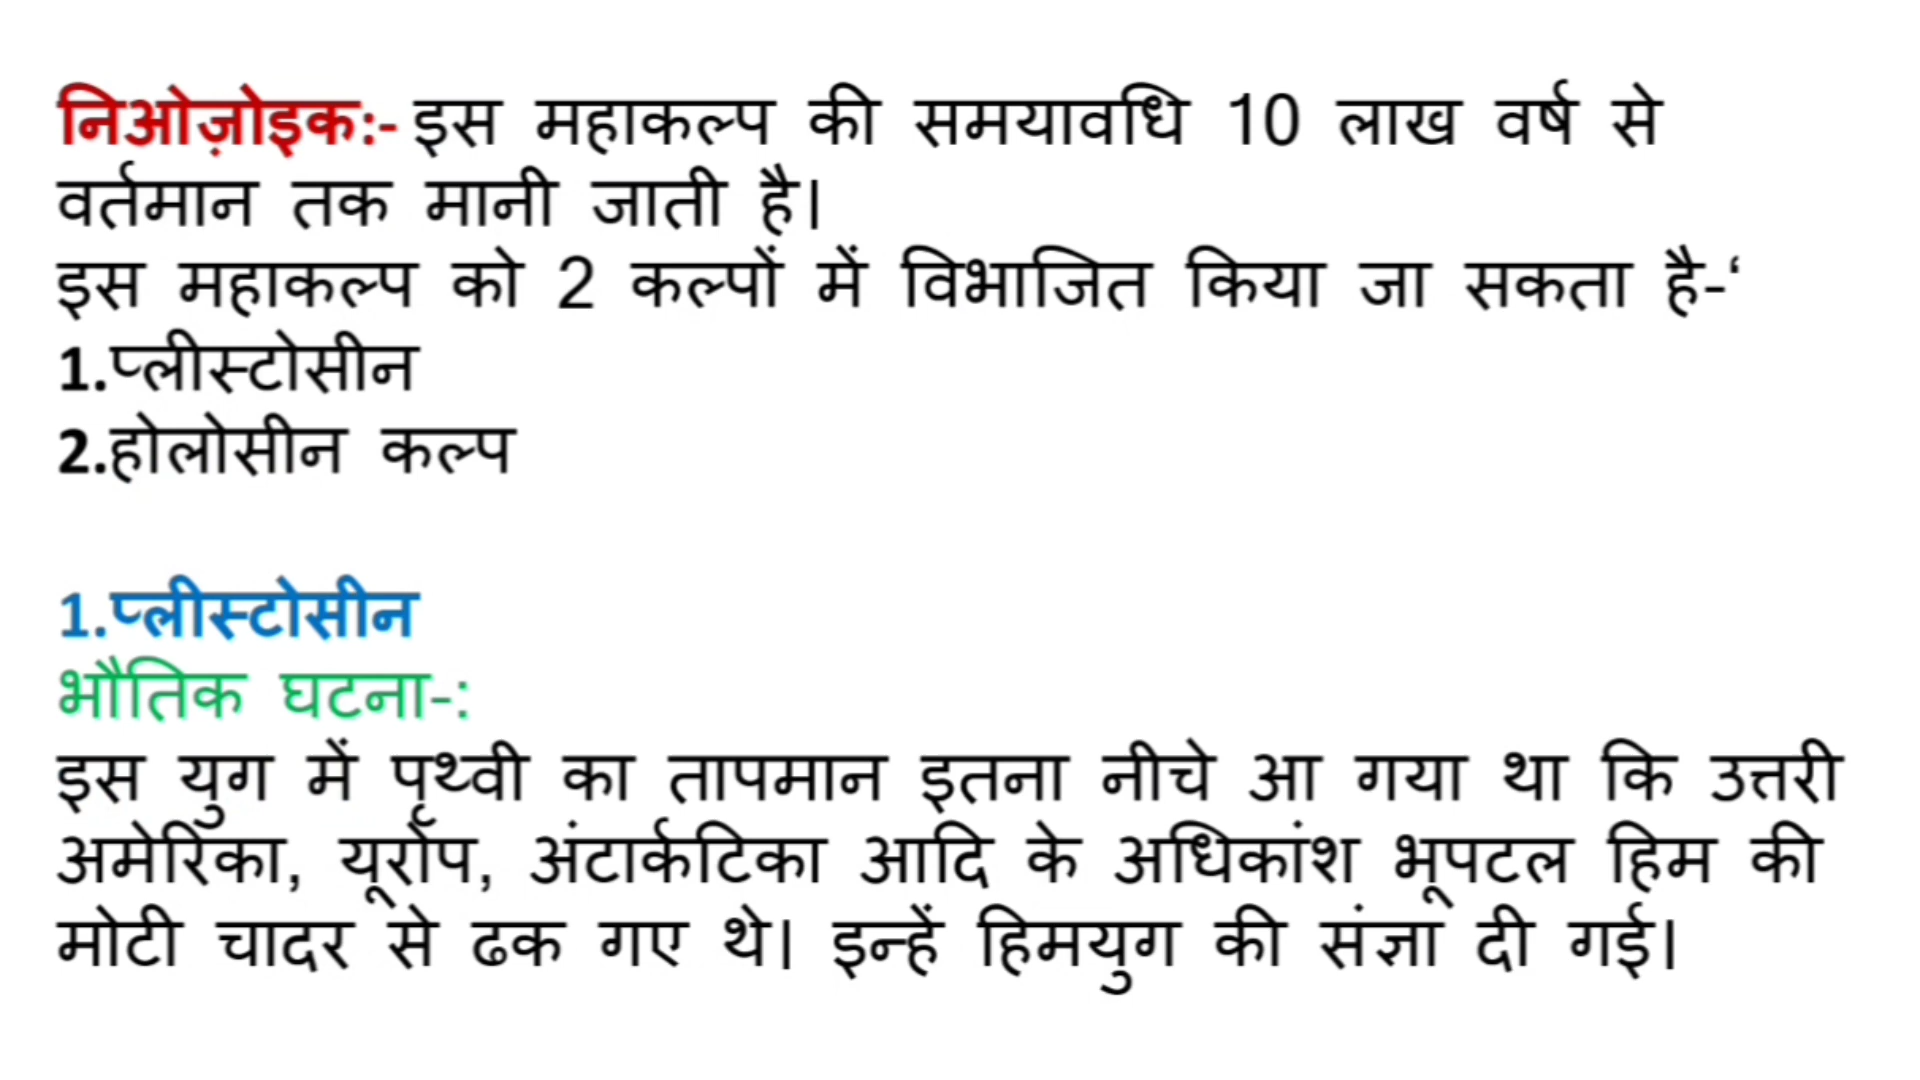 निओज़ोइक:- इस महाकल्प की समयावधि 10 लाख वर्ष से
वर्तमान तक मानी जाती है।
इस महाकल्प को 2 कल्पों में विभाजित किया जा सकता है-‘
1.प्लीस्टोसीन
2.होलोसीन कल्प
1.प्लीस्टोसीन
भौतिक घटना-:
इस युग में पृथ्वी का तापमान इतना नीचे आ गया था कि उत्तरी
अमेरिका, यूरोप, अंटार्कटिका आदि के अधिकांश भूपटल हिम की
मोटी चादर से ढक गए थे। इन्हें हिमयुग की संज्ञा दी गई।